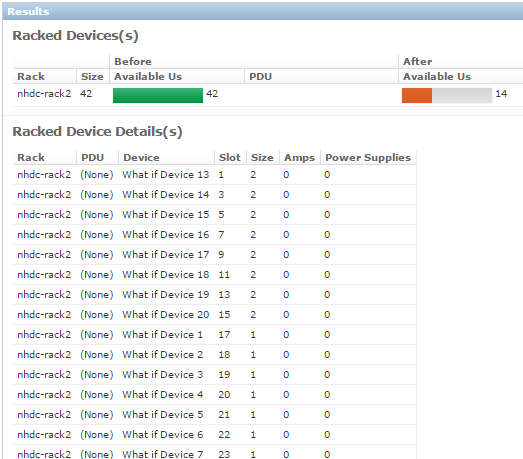 Results
Racked Devices(s)
Before After
Rack Size Available Us PDU Available Us
nhdc-rack2 42 42 14
Racked Device Details(s)
Rack PDU Device Slot Size Amps Power Supplies
nhdc-rack2 (None) What if Device 13 1 2 0 0
nhdc-rack2 (None) What if Device 14 3 2 0 0
nhdc-rack2 (None) What if Device 15 5 2 0 0
nhdc-rack2 (None) What if Device 16 7 2 0 0
nhdc-rack2 (None) What if Device 17 9 2 0 0
nhdc-rack2 (None) What if Device 18 11 2 0 0
nhdc-rack2 (None) What if Device 19 13 2 0 0
nhdc-rack2 (None) What if Device 20 15 2 0 0
nhdc-rack2 (None) What if Device 1 17 1 0 0
nhdc-rack2 (None) What if Device 2 18 1 0 0
nhdc-rack2 (None) What if Device 3 19 1 0 0
nhdc-rack2 (None) What if Device 4 20 1 0 0
nhdc-rack2 (None) What if Device 5 21 1 0 0
nhdc-rack2 (None) What if Device 6 22 1 0 0
nhdc-rack2 (None) What if Device 7 23 1 0 0